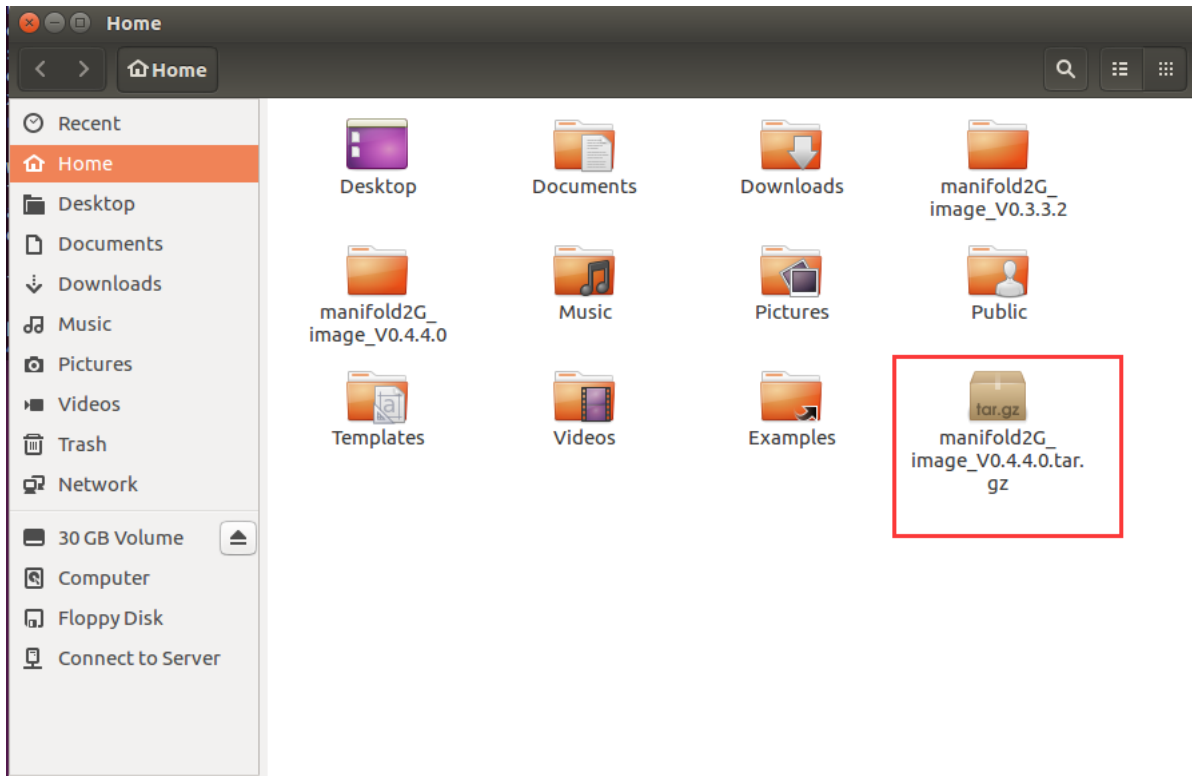 Home
Home
Recent
Home
Desktop
Documents
Downloads
Music
Pictures
Videos
Trash
Network
30 GB Volume
Computer
Floppy Disk
Connect to Server
Desktop
Documents
Downloads
manifold2G_
image_V0.3.3.2
manifold2G_
image_V0.4.4.0
Music
Pictures
Public
Templates
Videos
Examples
tar.gz
manifold2G_
image_V0.4.4.0.tar.
gz